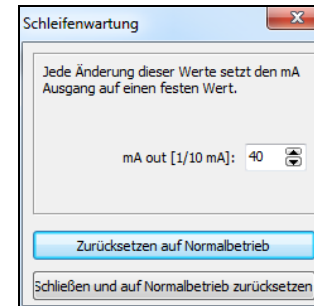 Schleifenwartung
Jede Änderung dieser Werte setzt den mA
Ausgang auf einen festen Wert.
mA out [1/10 mA]: 40
Zurücksetzen auf Normalbetrieb
Schließen und auf Normalbetrieb zurücksetzen